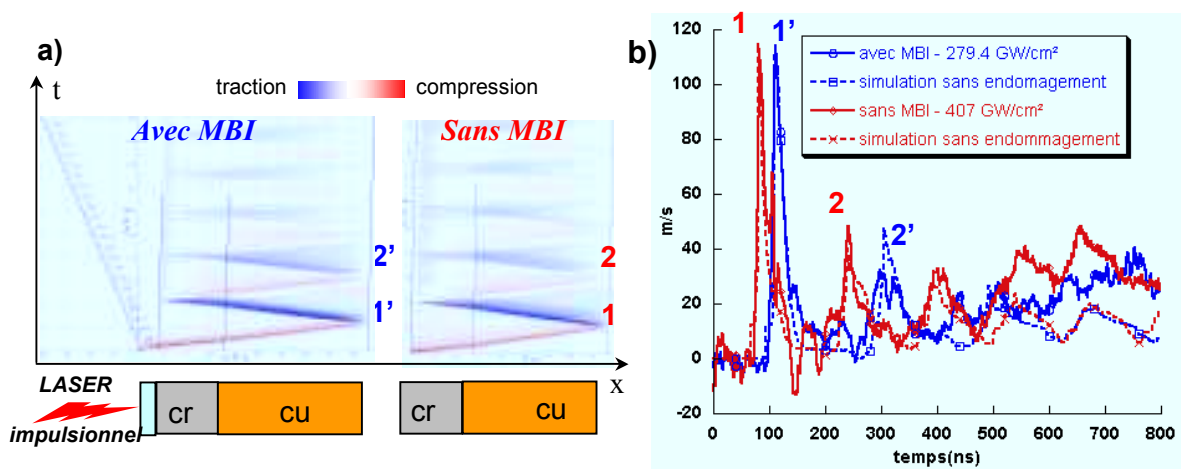 a)
t
traction
compression
Avec MBI
Sans MBI
2'
1'
2
1
x
LASER
impulsionnel
cr
cu
cr
cu
b)
1
1'
2
2'
avec MBI - 279.4 GW/cm²
simulation sans endomagement
sans MBI - 407 GW/cm²
simulation sans endommagement
m/s
120
100
80
60
40
20
0
-20
0
100
200
300
400
500
600
700
800
temps(ns)